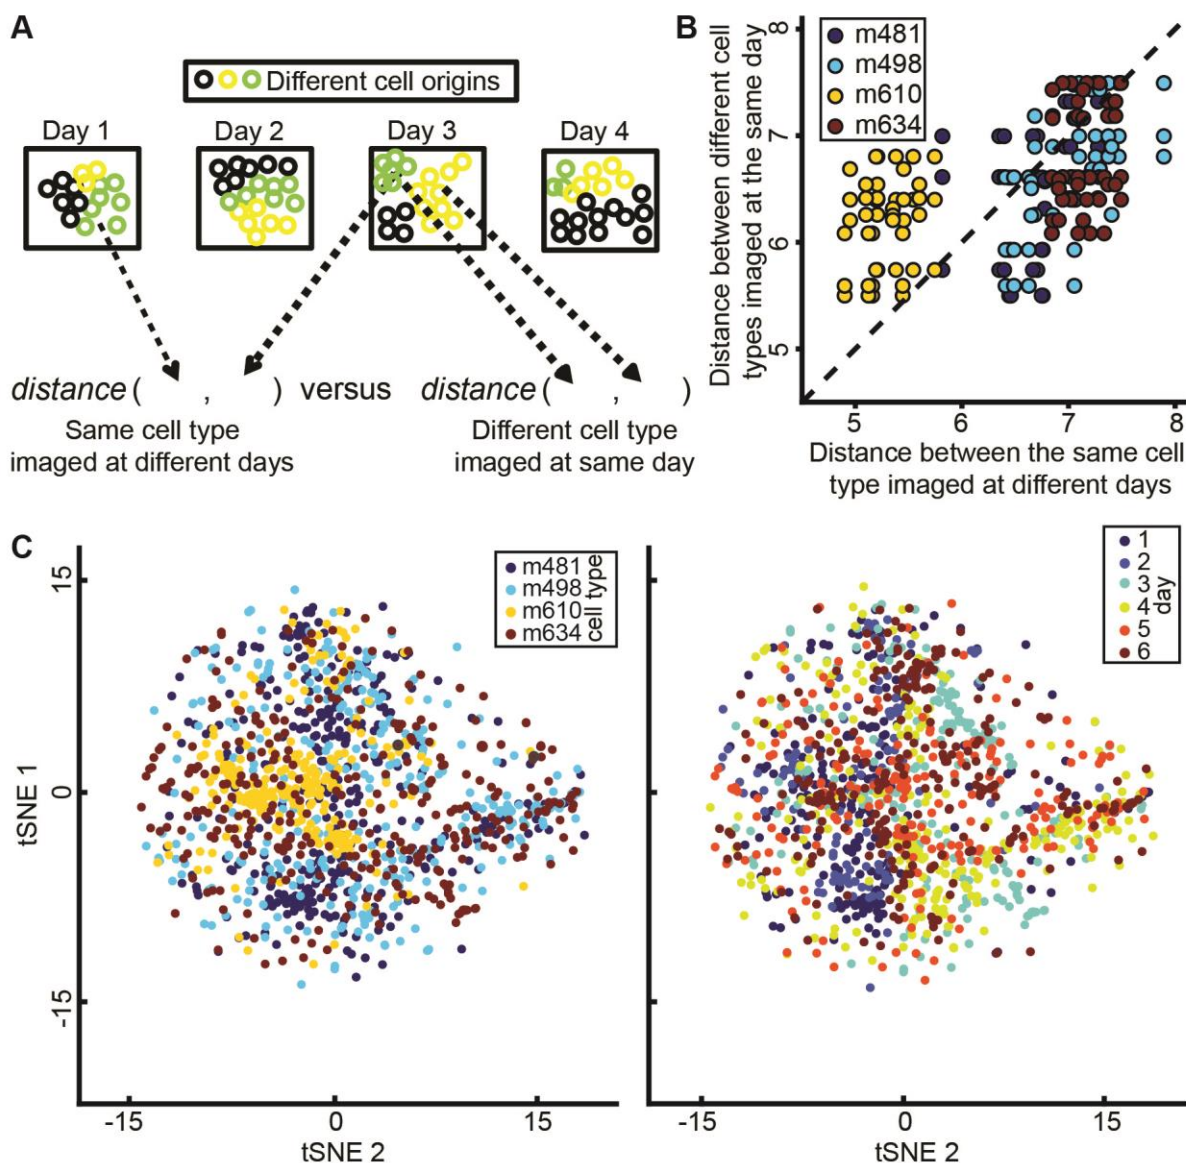 A
Different cell origins
Day 1
Day 2
Day 3
Day 4
distance ( , ) versus distance ( , )
Same cell type
imaged at different days
Different cell type
imaged at same day
B
m481
m498
m610
m634
Distance between different cell
types imaged at the same day
8
7
6
5
5 6 7 8
Distance between the same cell
type imaged at different days
C
m481
m498
m610
m634
cell type
15
0
-15
tSNE 1
-15 0 15
tSNE 2
1
2
3
4
5
6
day
-15 0 15
tSNE 2